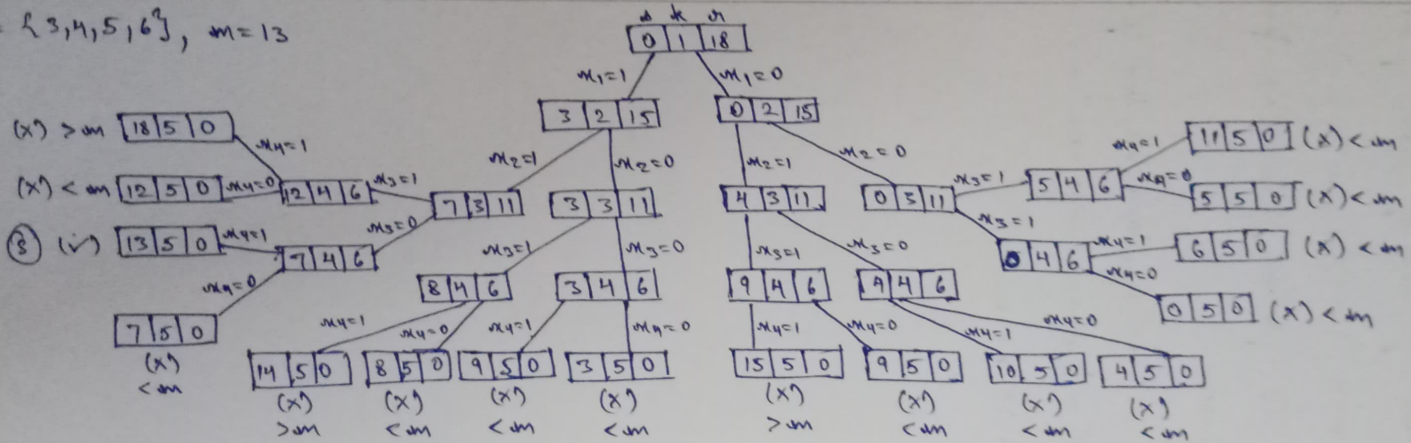 {3,4,5,6}, m=13
s k r
0 1 18
x₁=1 x₁=0
3 2 15 0 2 15
(x) >m 18 5 0 x₄=1 x₂=1 x₂=0 x₂=1 x₂=0 x₄=1 11 5 0 (x) <m
(x) <m 12 5 0 x₄=0 12 4 6 x₃=1 7 3 11 3 3 11 4 3 11 0 3 11 x₃=1 5 4 6 x₄=0 5 5 0 (x) <m
S (✓) 13 5 0 x₄=1 7 4 6 x₃=0 x₃=1 x₃=0 x₃=1 x₃=0 x₃=1 0 4 6 x₄=1 6 5 0 (x) <m
x₄=0 8 4 6 3 4 6 9 4 6 4 4 6 x₄=0 0 5 0 (x) <m
7 5 0 x₄=1 x₄=0 x₄=1 x₄=0 x₄=1 x₄=0 x₄=1 x₄=0
(x) 14 5 0 8 5 0 9 5 0 3 5 0 15 5 0 9 5 0 10 5 0 4 5 0
<m (x) (x) (x) (x) (x) (x) (x) (x)
>m <m <m <m >m <m <m <m